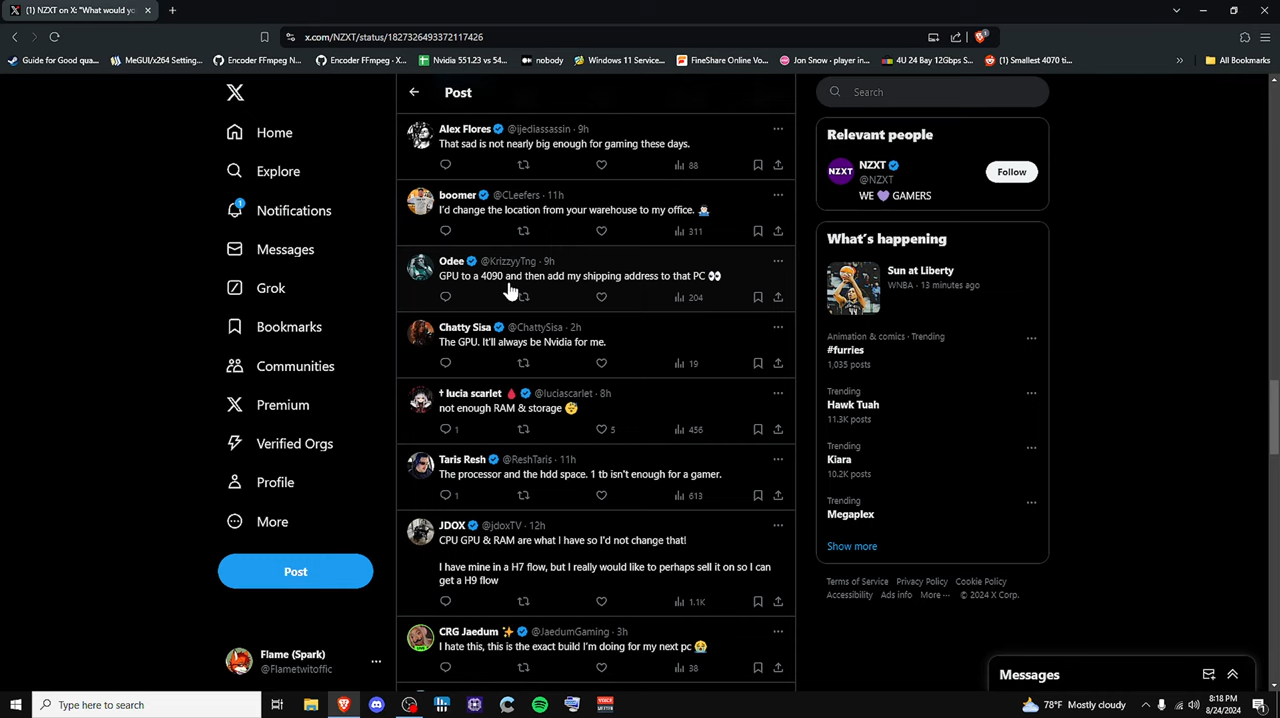 (1) NZXT on X: "What would yo
x.com/NZXT/status/1827326493372117426
Guide for Good qua...
MeGUI/x264 Setting...
Encoder FFmpeg · N...
Encoder FFmpeg · X...
Nvidia 551.23 vs 54...
nobody
Windows 11 Service...
FineShare Online Vo...
Jon Snow - player in...
4U 24 Bay 12Gbps S...
(1) Smallest 4070 ti...
All Bookmarks
Home
Explore
Notifications
1
Messages
Grok
Bookmarks
Communities
Premium
Verified Orgs
Profile
More
Post
Flame (Spark)
@Flametwitoffic
Post
Alex Flores @ijediassassin · 9h
That sad is not nearly big enough for gaming these days.
88
boomer @CLeefers · 11h
I'd change the location from your warehouse to my office. 🤷🏻‍♂️
311
Odee @KrizzyyTng · 9h
GPU to a 4090 and then add my shipping address to that PC 👀
204
Chatty Sisa @ChattySisa · 2h
The GPU. It'll always be Nvidia for me.
19
† lucia scarlet 🩸 @luciascarlet · 8h
not enough RAM & storage 😴
1 5 456
Taris Resh @ReshTaris · 11h
The processor and the hdd space. 1 tb isn't enough for a gamer.
1 613
JDOX @jdoxTV · 12h
CPU GPU & RAM are what I have so I'd not change that!
I have mine in a H7 flow, but I really would like to perhaps sell it on so I can
get a H9 flow
1.1K
CRG Jaedum ✨ @JaedumGaming · 3h
I hate this, this is the exact build I'm doing for my next pc 😭
38
Search
Relevant people
NZXT
NZXT
@NZXT
Follow
WE 💜 GAMERS
What's happening
Sun at Liberty
WNBA · 13 minutes ago
Animation & comics · Trending
#furries
1,035 posts
Trending
Hawk Tuah
11.3K posts
Trending
Kiara
10.2K posts
Trending
Megaplex
Show more
Terms of Service Privacy Policy Cookie Policy
Accessibility Ads info More ··· © 2024 X Corp.
Messages
Type here to search
78°F Mostly cloudy
8:18 PM
8/24/2024